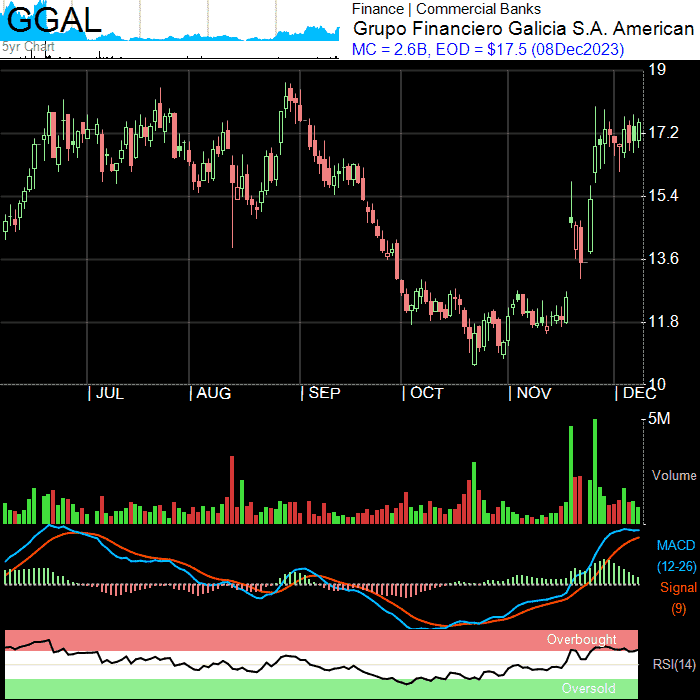 GGAL
5yr Chart
Finance | Commercial Banks
Grupo Financiero Galicia S.A. American
MC = 2.6B, EOD = $17.5 (08Dec2023)
19
17.2
15.4
13.6
11.8
10
| JUL | AUG | SEP | OCT | NOV | DEC
5M
Volume
MACD
(12-26)
Signal
(9)
Overbought
RSI(14)
Oversold